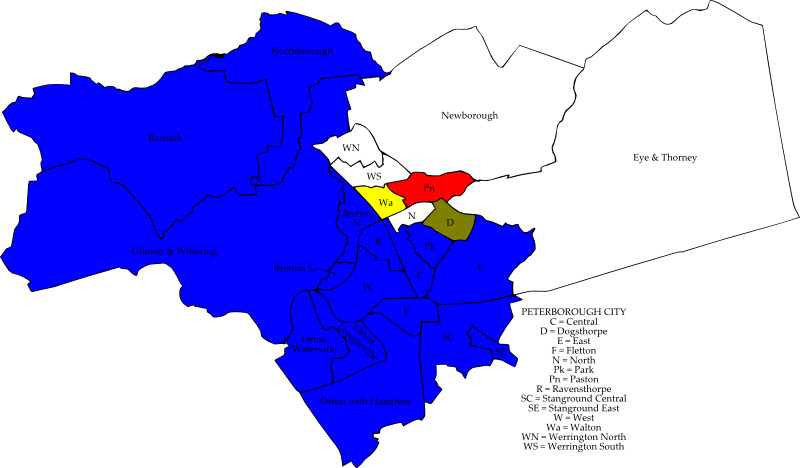 Northborough
Newborough
Barnack
WN
Eye & Thorney
WS
Pn
Wa
Bretton
N
N
D
R
Pk
E
Glinton & Wittering
Bretton S
C
W
F
Orton
Longueville
Orton
Waterville
SC
SE
Orton with Hampton
PETERBOROUGH CITY
C = Central
D = Dogsthorpe
E = East
F = Fletton
N = North
Pk = Park
Pn = Paston
R = Ravensthorpe
SC = Stanground Central
SE = Stanground East
W = West
Wa = Walton
WN = Werrington North
WS = Werrington South